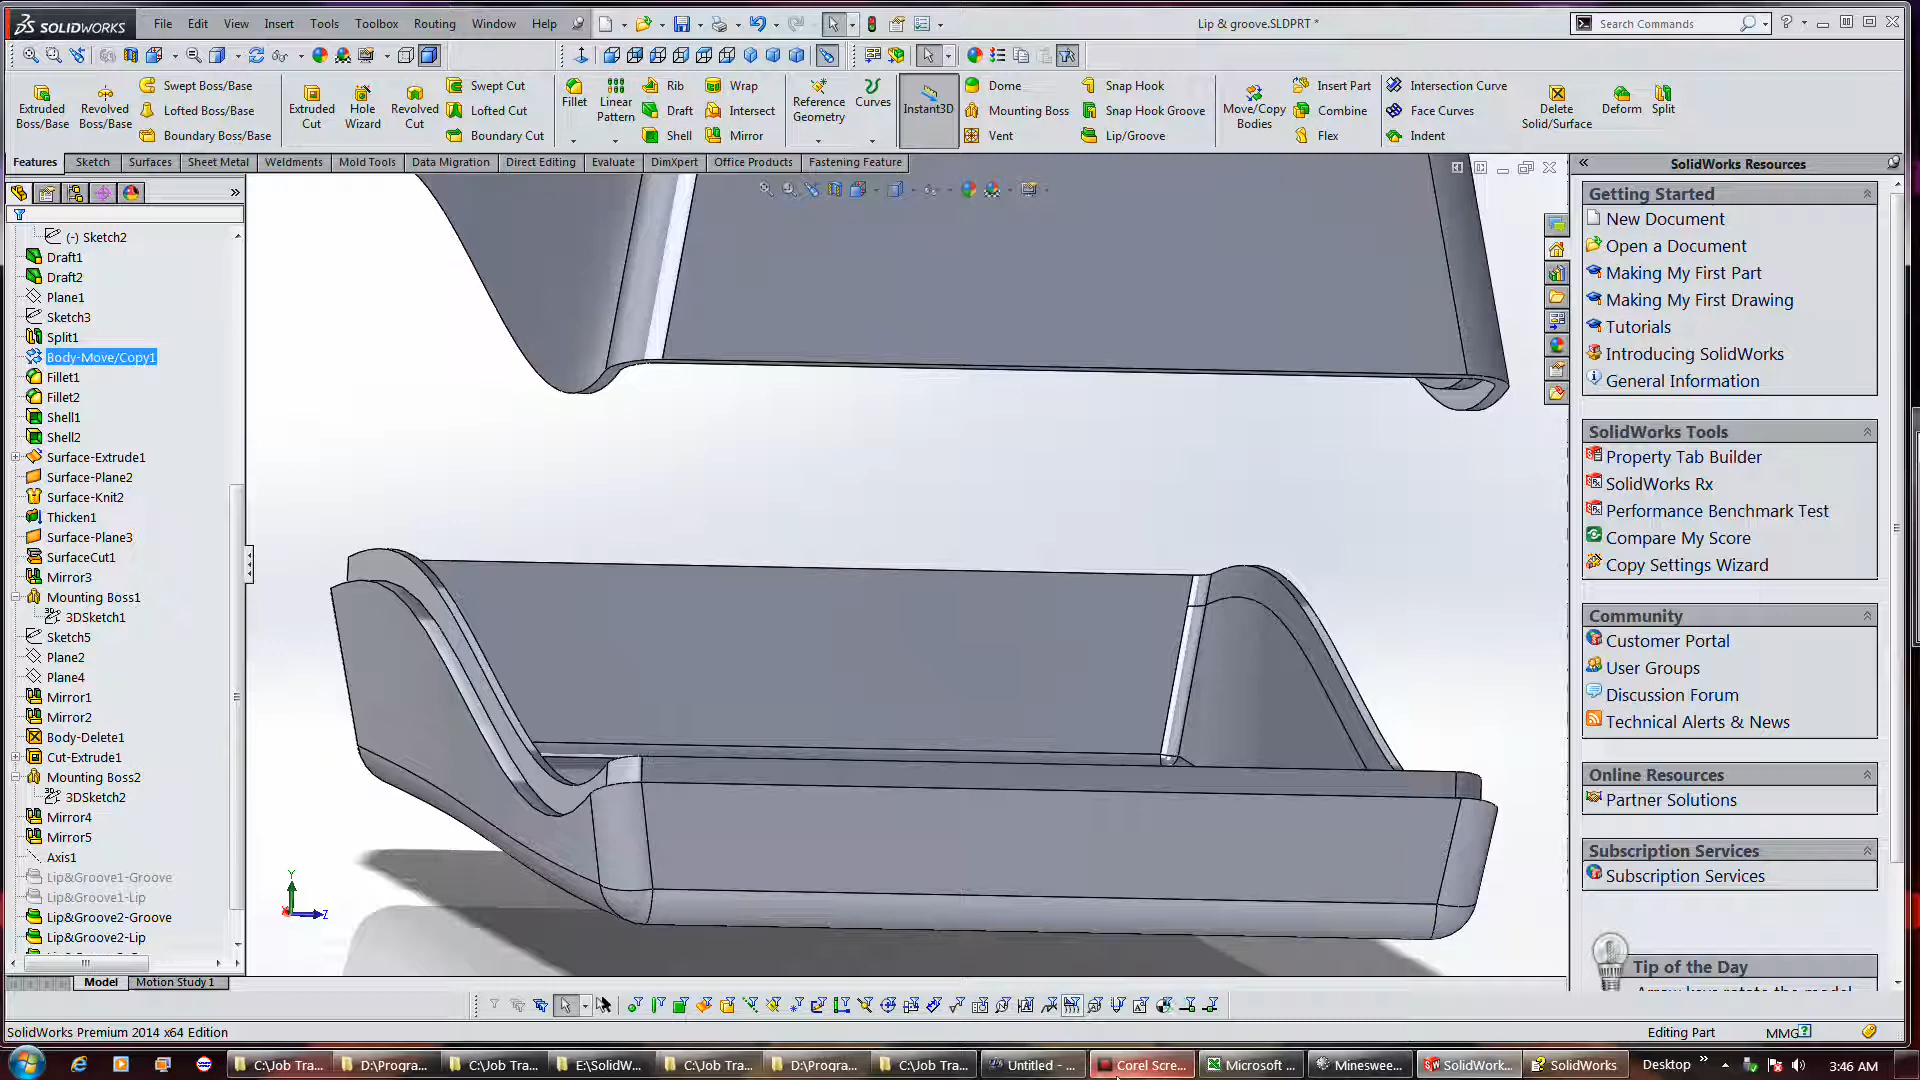 SOLIDWORKS File Edit View Insert Tools Toolbox Routing Window Help Lip & groove.SLDPRT * Search Commands
Extruded Boss/Base
Revolved Boss/Base
Swept Boss/Base
Lofted Boss/Base
Boundary Boss/Base
Extruded Cut
Hole Wizard
Revolved Cut
Swept Cut
Lofted Cut
Boundary Cut
Fillet
Linear Pattern
Rib
Draft
Shell
Wrap
Intersect
Mirror
Reference Geometry
Curves
Instant3D
Dome
Mounting Boss
Vent
Snap Hook
Snap Hook Groove
Lip/Groove
Move/Copy Bodies
Insert Part
Combine
Flex
Intersection Curve
Face Curves
Indent
Delete Solid/Surface
Deform
Split
Features Sketch Surfaces Sheet Metal Weldments Mold Tools Data Migration Direct Editing Evaluate DimXpert Office Products Fastening Feature
(-) Sketch2
Draft1
Draft2
Plane1
Sketch3
Split1
Body-Move/Copy1
Fillet1
Fillet2
Shell1
Shell2
Surface-Extrude1
Surface-Plane2
Surface-Knit2
Thicken1
Surface-Plane3
SurfaceCut1
Mirror3
Mounting Boss1
3DSketch1
Sketch5
Plane2
Plane4
Mirror1
Mirror2
Body-Delete1
Cut-Extrude1
Mounting Boss2
3DSketch2
Mirror4
Mirror5
Axis1
Lip&Groove1-Groove
Lip&Groove1-Lip
Lip&Groove2-Groove
Lip&Groove2-Lip
Y
Z
Model Motion Study 1
SolidWorks Resources
Getting Started
New Document
Open a Document
Making My First Part
Making My First Drawing
Tutorials
Introducing SolidWorks
General Information
SolidWorks Tools
Property Tab Builder
SolidWorks Rx
Performance Benchmark Test
Compare My Score
Copy Settings Wizard
Community
Customer Portal
User Groups
Discussion Forum
Technical Alerts & News
Online Resources
Partner Solutions
Subscription Services
Subscription Services
Tip of the Day
SolidWorks Premium 2014 x64 Edition Editing Part MMGS
C:\Job Tra... D:\Progra... C:\Job Tra... E:\SolidW... C:\Job Tra... D:\Progra... C:\Job Tra... Untitled - ... Corel Scre... Microsoft ... Mineswee... SolidWork... SolidWorks Desktop 3:46 AM